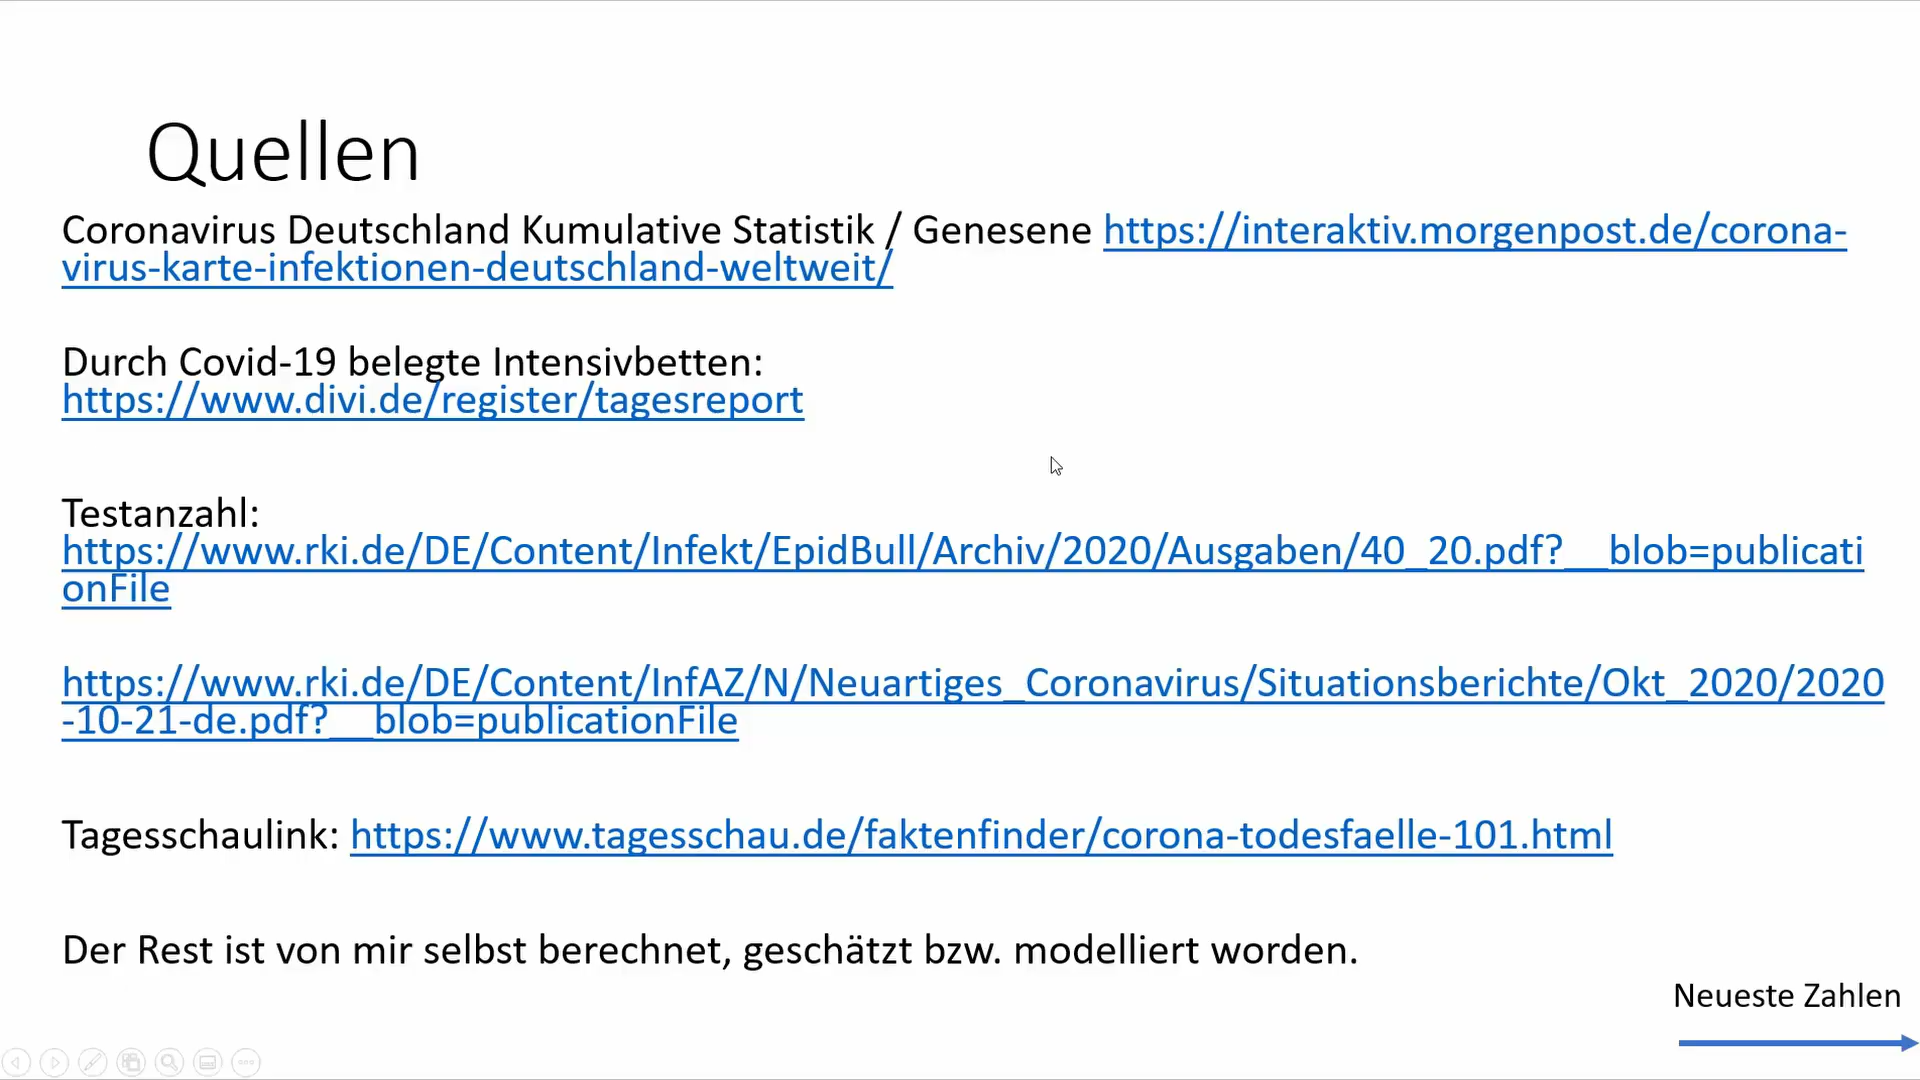 Quellen
Coronavirus Deutschland Kumulative Statistik / Genesene https://interaktiv.morgenpost.de/corona-
virus-karte-infektionen-deutschland-weltweit/
Durch Covid-19 belegte Intensivbetten:
https://www.divi.de/register/tagesreport
Testanzahl:
https://www.rki.de/DE/Content/Infekt/EpidBull/Archiv/2020/Ausgaben/40_20.pdf?__blob=publicati
onFile
https://www.rki.de/DE/Content/InfAZ/N/Neuartiges_Coronavirus/Situationsberichte/Okt_2020/2020
-10-21-de.pdf?__blob=publicationFile
Tagesschaulink: https://www.tagesschau.de/faktenfinder/corona-todesfaelle-101.html
Der Rest ist von mir selbst berechnet, geschätzt bzw. modelliert worden.
Neueste Zahlen